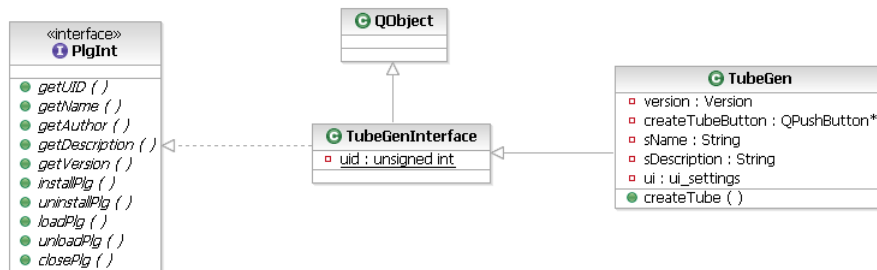 «interface»
PlgInt
getUID ( )
getName ( )
getAuthor ( )
getDescription ( )
getVersion ( )
installPlg ( )
uninstallPlg ( )
loadPlg ( )
unloadPlg ( )
closePlg ( )
QObject
TubeGenInterface
uid : unsigned int
TubeGen
version : Version
createTubeButton : QPushButton*
sName : String
sDescription : String
ui : ui_settings
createTube ( )